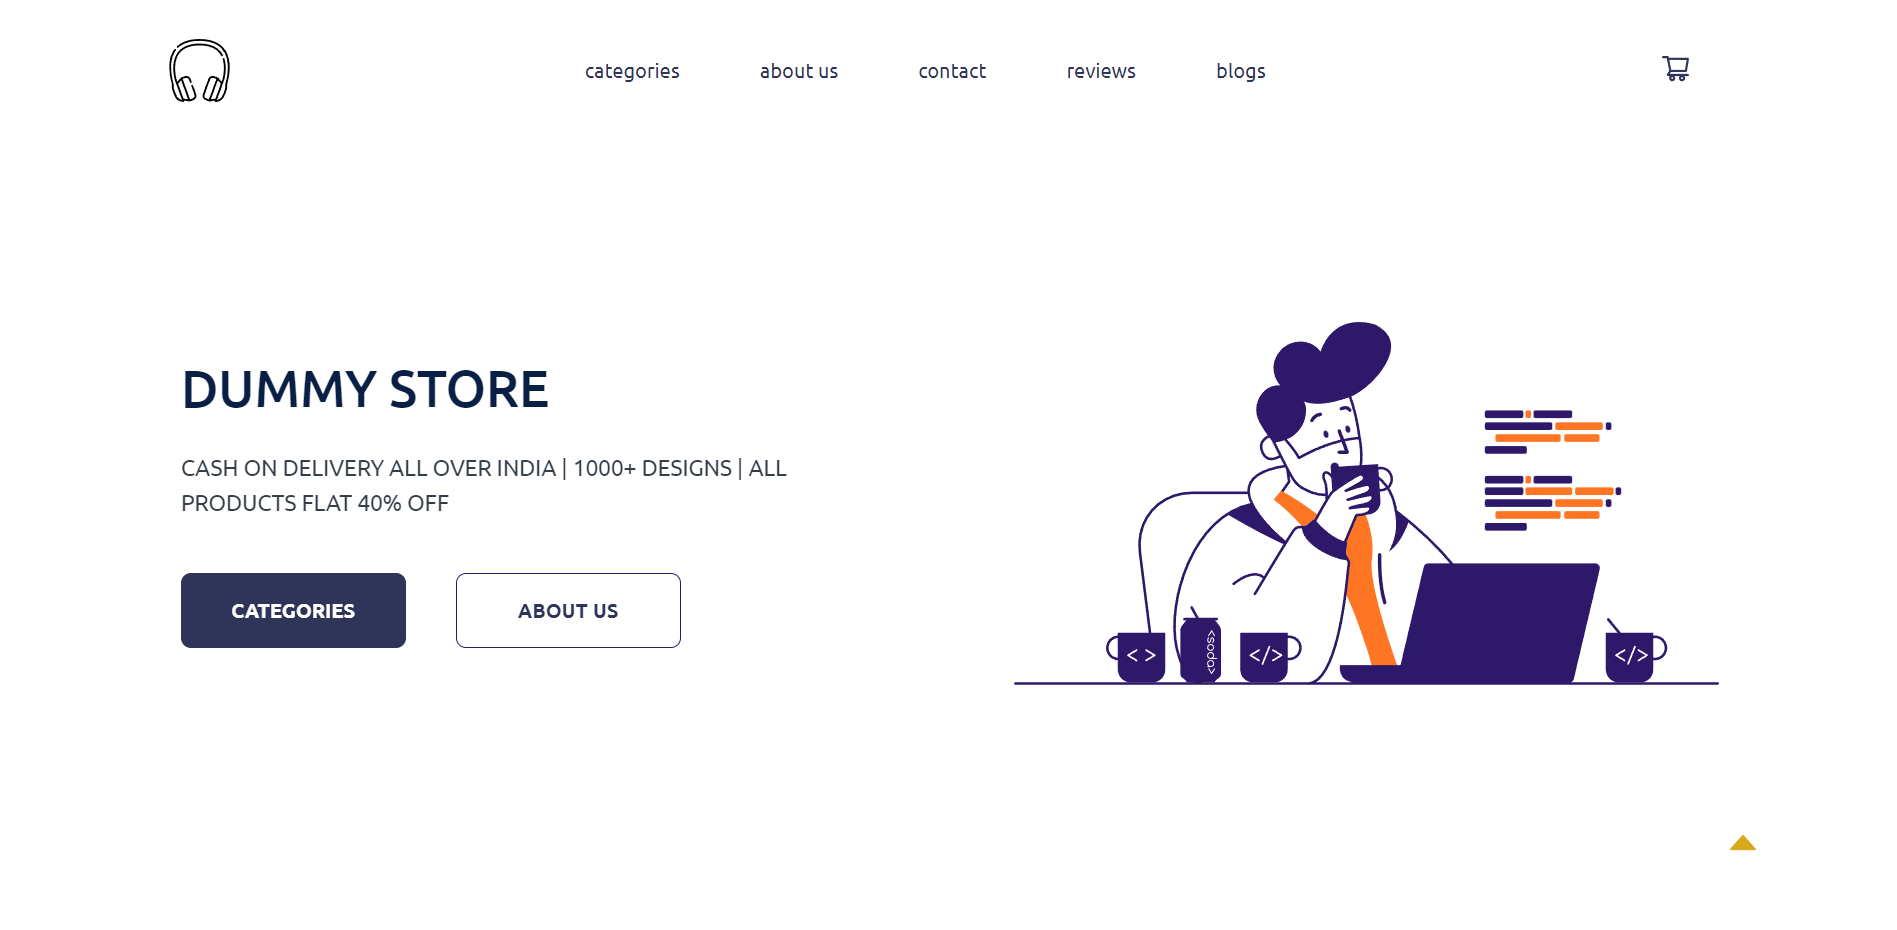 categories about us contact reviews blogs
DUMMY STORE
CASH ON DELIVERY ALL OVER INDIA | 1000+ DESIGNS | ALL
PRODUCTS FLAT 40% OFF
CATEGORIES ABOUT US
< > <soda> </> </>